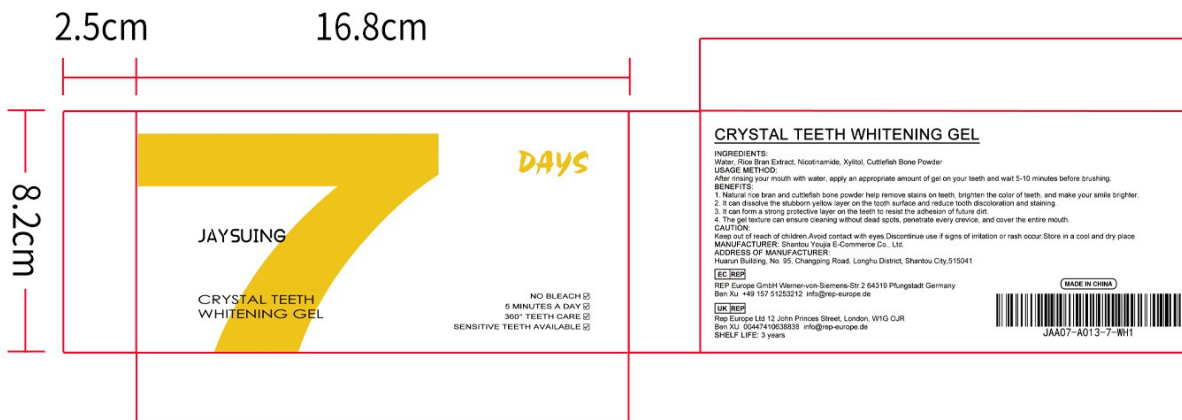 2.5cm
16.8cm
8.2cm
7
DAYS
JAYSUING
CRYSTAL TEETH
WHITENING GEL
NO BLEACH ☑
5 MINUTES A DAY ☑
360° TEETH CARE ☑
SENSITIVE TEETH AVAILABLE ☑
CRYSTAL TEETH WHITENING GEL
INGREDIENTS:
Water, Rice Bran Extract, Nicotinamide, Xylitol, Cuttlefish Bone Powder
USAGE METHOD:
After rinsing your mouth with water, apply an appropriate amount of gel on your teeth and wait 5-10 minutes before brushing.
BENEFITS:
1. Natural rice bran and cuttlefish bone powder help remove stains on teeth, brighten the color of teeth, and make your smile brighter.
2. It can dissolve the stubborn yellow layer on the tooth surface and reduce tooth discoloration and staining.
3. It can form a strong protective layer on the teeth to resist the adhesion of future dirt.
4. The gel texture can ensure cleaning without dead spots, penetrate every crevice, and cover the entire mouth.
CAUTION:
Keep out of reach of children.Avoid contact with eyes.Discontinue use if signs of irritation or rash occur.Store in a cool and dry place
MANUFACTURER: Shantou Youjia E-Commerce Co., Ltd.
ADDRESS OF MANUFACTURER:
Huarun Building, No. 95, Changping Road, Longhu District, Shantou City,515041
EC REP
REP Europe GmbH Werner-von-Siemens-Str.2 64319 Pfungstadt Germany
Ben Xu +49 157 51253212 info@rep-europe.de
UK REP
Rep Europe Ltd 12 John Princes Street, London, W1G OJR
Ben XU 00447410638838 info@rep-europe.de
SHELF LIFE: 3 years
MADE IN CHINA
JAA07-A013-7-WH1